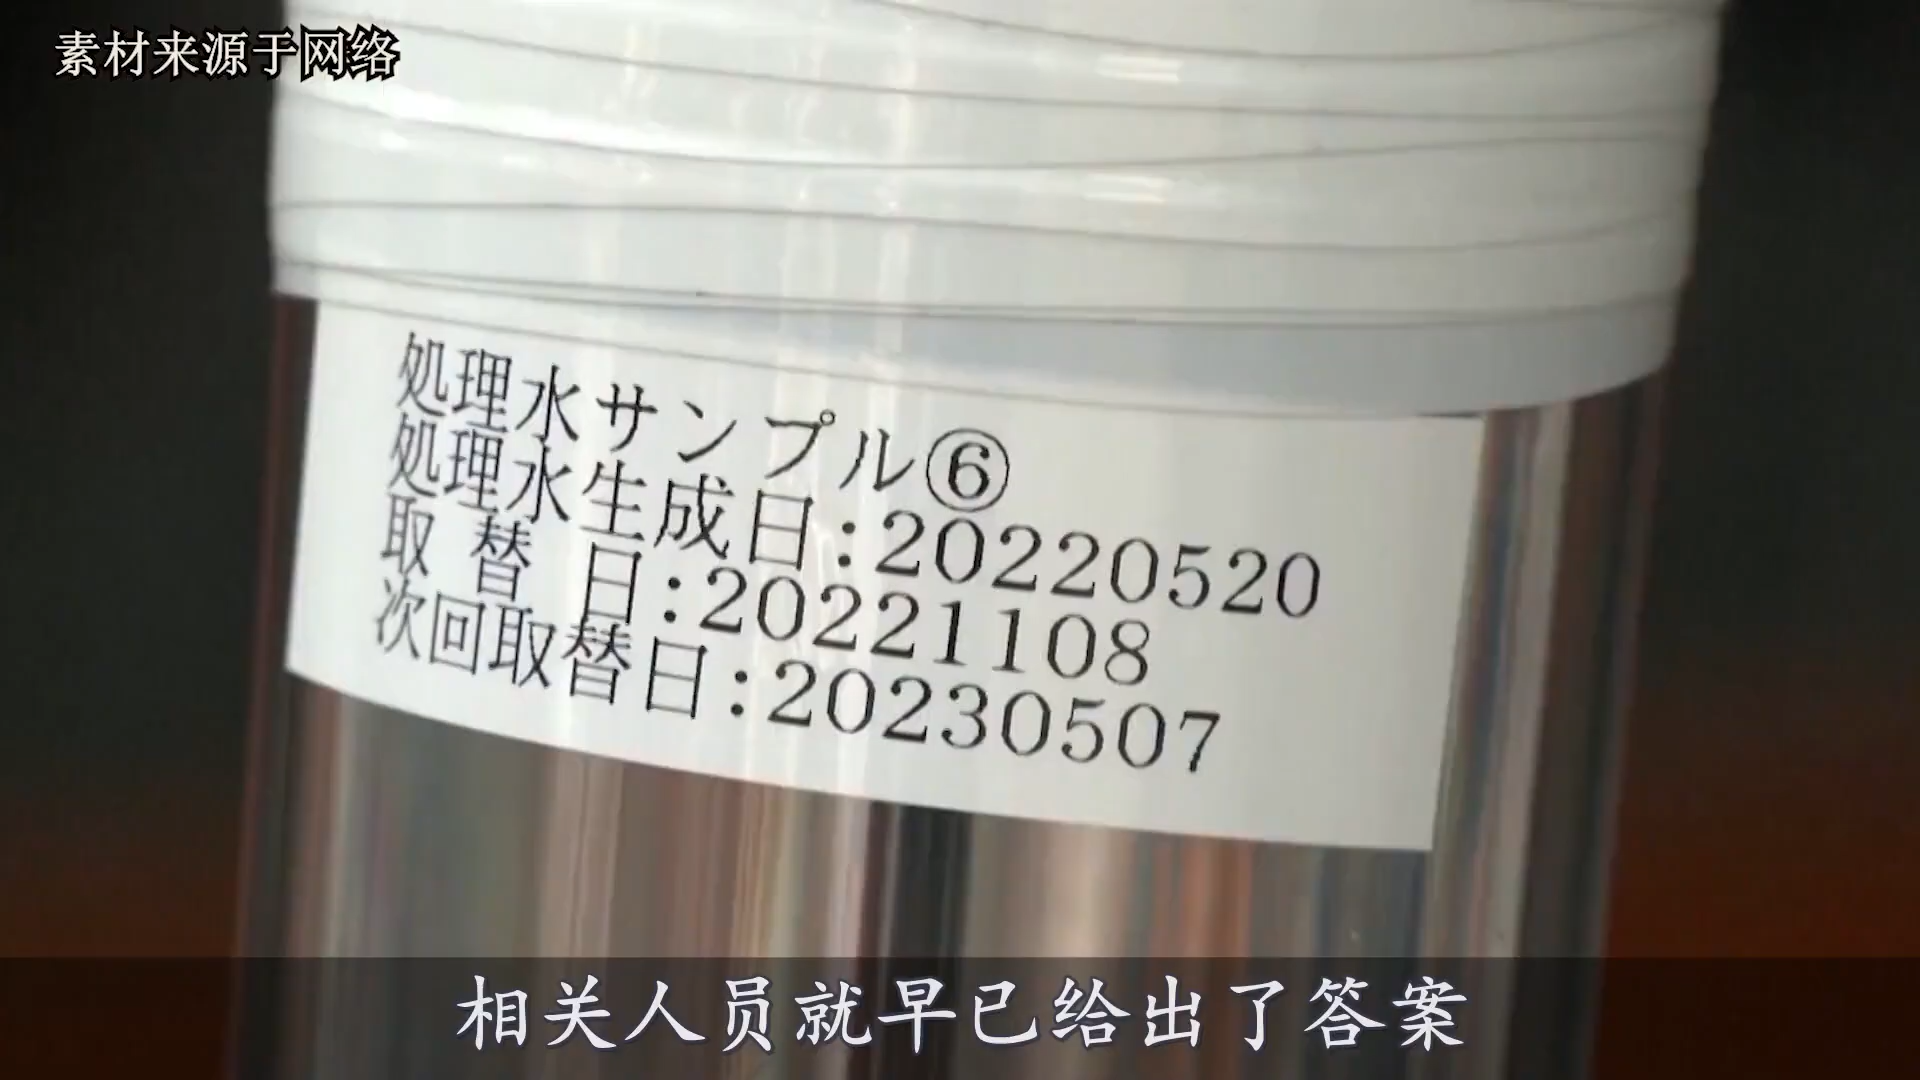 素材来源于网络
処理水サンプル⑥
処理水生成日:20220520
取替日:20221108
次回取替日:20230507
相关人员就早已给出了答案